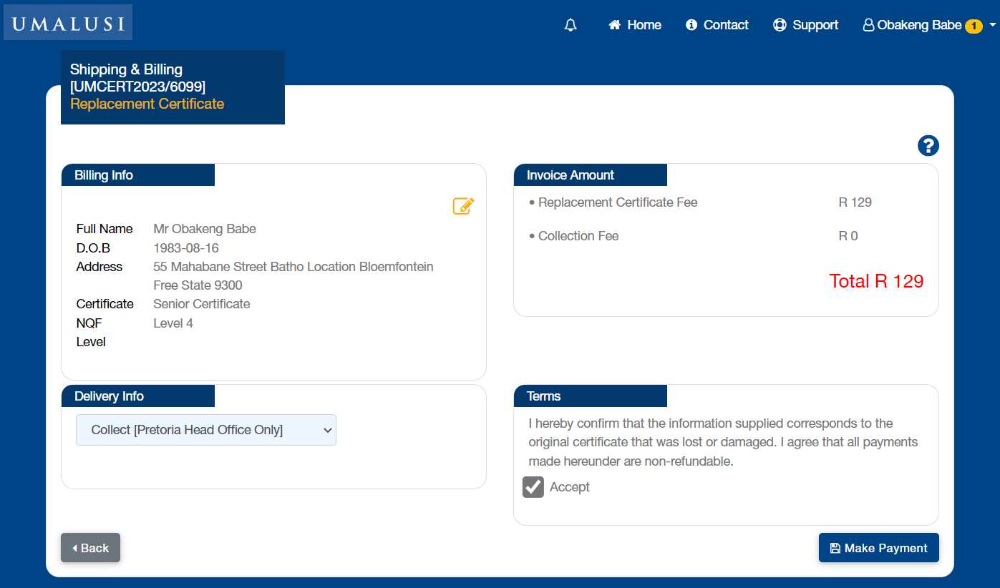 UMALUSI
Home
Contact
Support
Obakeng Babe 1
Shipping & Billing
[UMCERT2023/6099]
Replacement Certificate
?
Billing Info
Full Name Mr Obakeng Babe
D.O.B 1983-08-16
Address 55 Mahabane Street Batho Location Bloemfontein
Free State 9300
Certificate Senior Certificate
NQF Level 4
Level
Invoice Amount
• Replacement Certificate Fee R 129
• Collection Fee R 0
Total R 129
Delivery Info
Collect [Pretoria Head Office Only]
Terms
I hereby confirm that the information supplied corresponds to the
original certificate that was lost or damaged. I agree that all payments
made hereunder are non-refundable.
Accept
Back
Make Payment